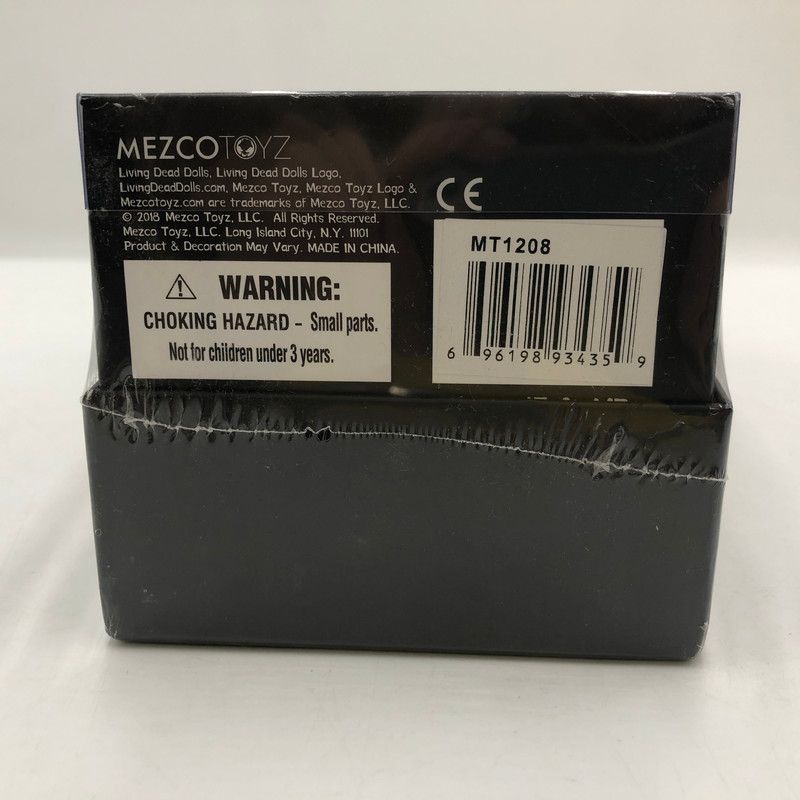 MEZCOTOYZ
Living Dead Dolls, Living Dead Dolls Logo,
LivingDeadDolls.com, Mezco Toyz, Mezco Toyz Logo &
Mezcotoyz.com are trademarks of Mezco Toyz, LLC.
© 2018 Mezco Toyz, LLC. All Rights Reserved.
Mezco Toyz, LLC. Long Island City, N.Y. 11101
Product & Decoration May Vary. MADE IN CHINA.
CE
WARNING:
CHOKING HAZARD - Small parts.
Not for children under 3 years.
MT1208
6 96198 93435 9